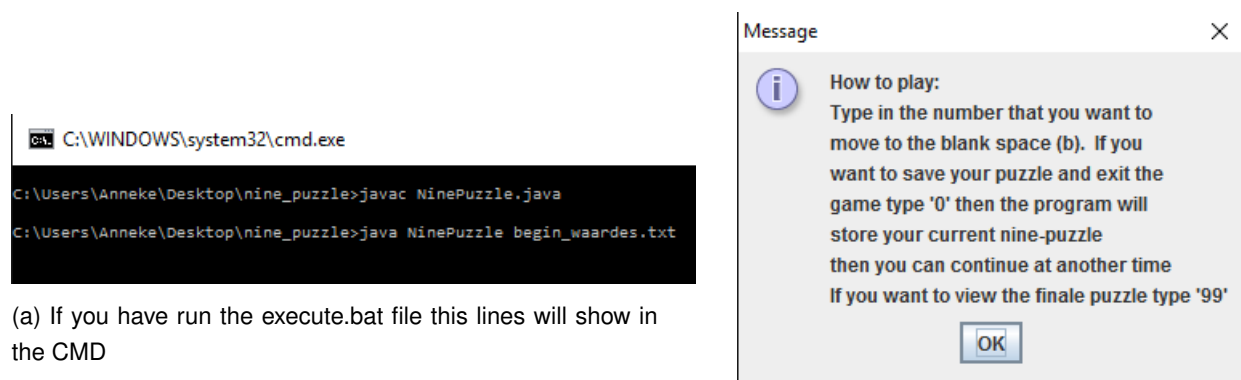 C:\WINDOWS\system32\cmd.exe
C:\Users\Anneke\Desktop\nine_puzzle>javac NinePuzzle.java
C:\Users\Anneke\Desktop\nine_puzzle>java NinePuzzle begin_waardes.txt
(a) If you have run the execute.bat file this lines will show in
the CMD
Message
How to play:
Type in the number that you want to
move to the blank space (b). If you
want to save your puzzle and exit the
game type '0' then the program will
store your current nine-puzzle
then you can continue at another time
If you want to view the finale puzzle type '99'
OK